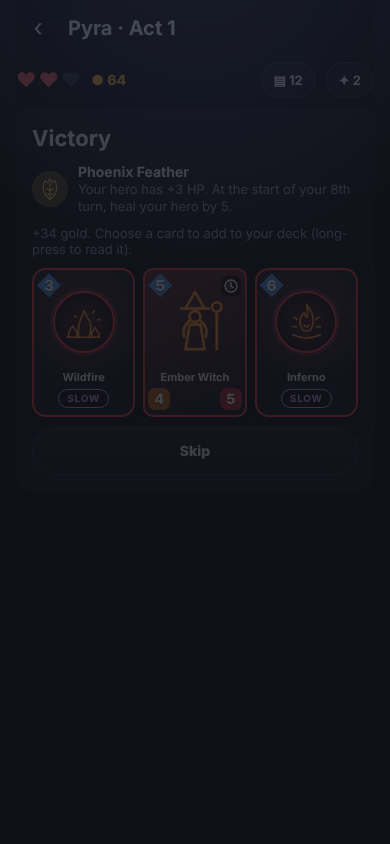 Pyra · Act 1
64
12
2
Victory
Phoenix Feather
Your hero has +3 HP. At the start of your 8th
turn, heal your hero by 5.
+34 gold. Choose a card to add to your deck (long-
press to read it).
3
5
6
Wildfire
Ember Witch
Inferno
SLOW
4
5
SLOW
Skip